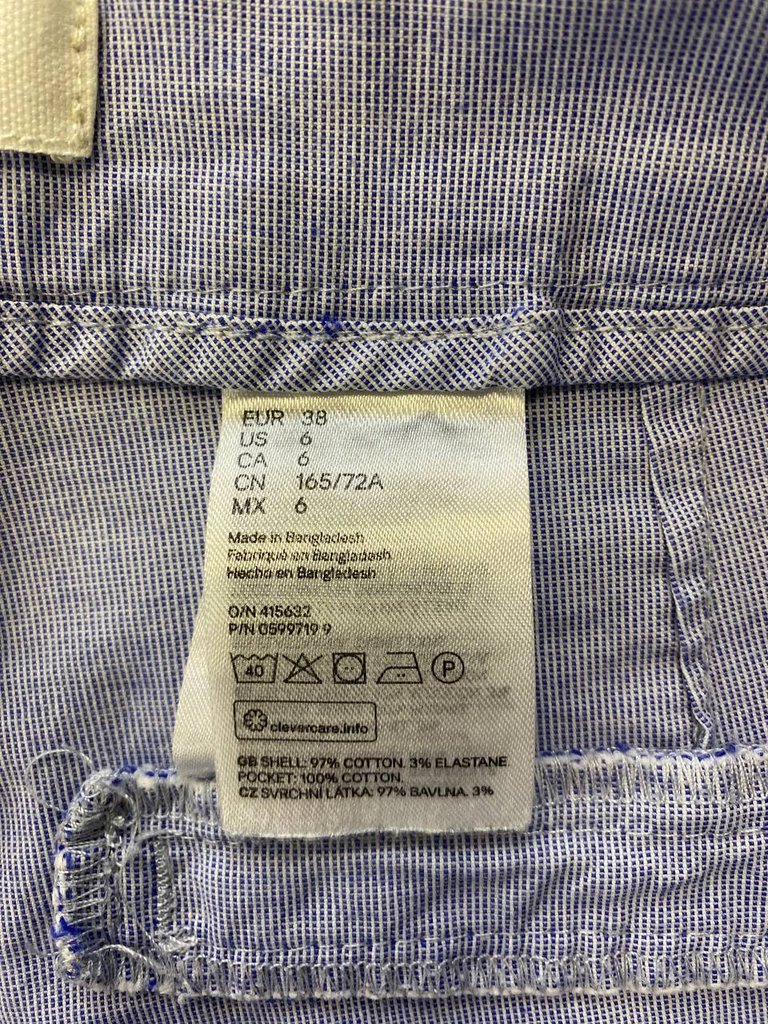 EUR 38
US 6
CA 6
CN 165/72A
MX 6
Made in Bangladesh
Fabriqué en Bangladesh
Hecho en Bangladesh
O/N 415632
P/N 0599719 9
40 P
clevercare.info
GB SHELL: 97% COTTON. 3% ELASTANE
POCKET: 100% COTTON.
CZ SVRCHNÍ LÁTKA: 97% BAVLNA. 3%